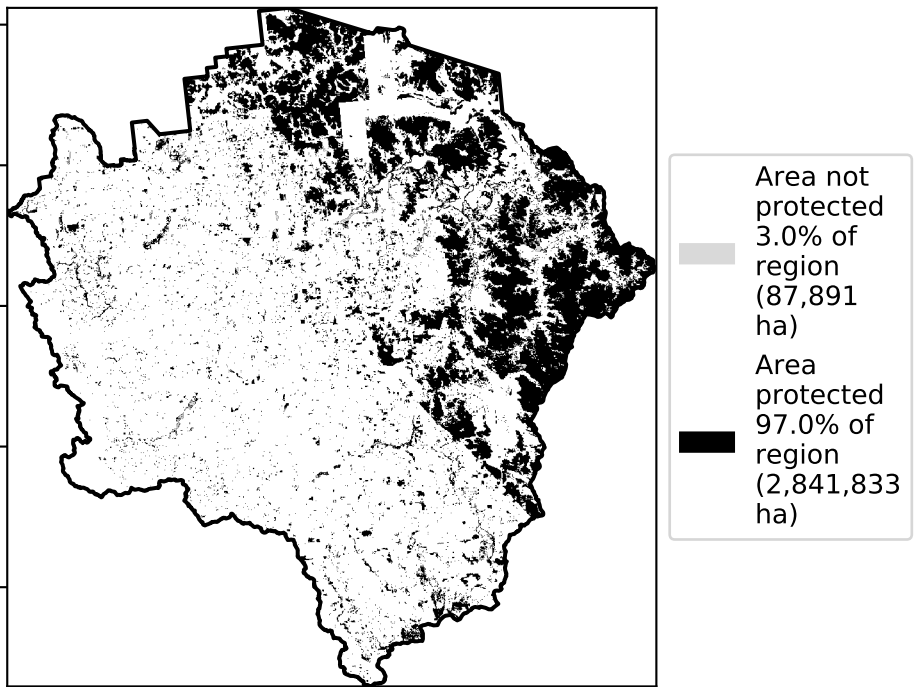 Area not
protected
3.0% of
region
(87,891
ha)
Area
protected
97.0% of
region
(2,841,833
ha)